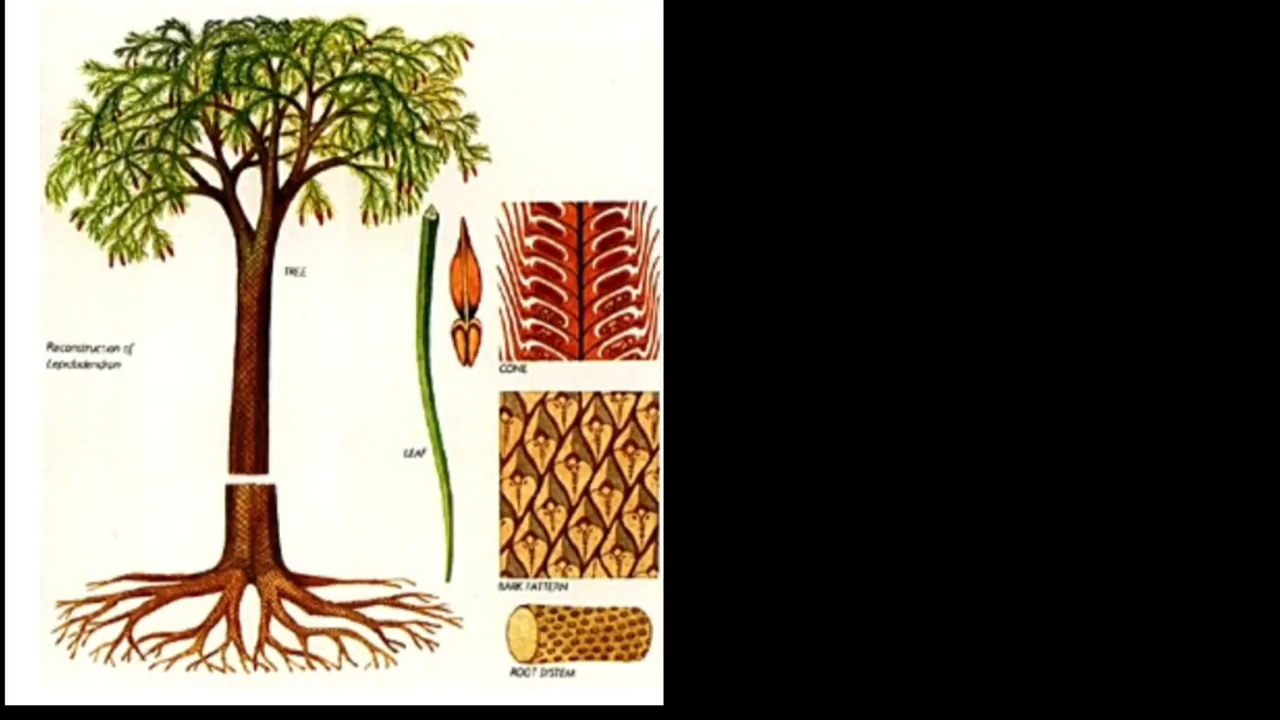 TREE
Reconstruction of
Lepidodendron
CONE
LEAF
BARK PATTERN
ROOT SYSTEM